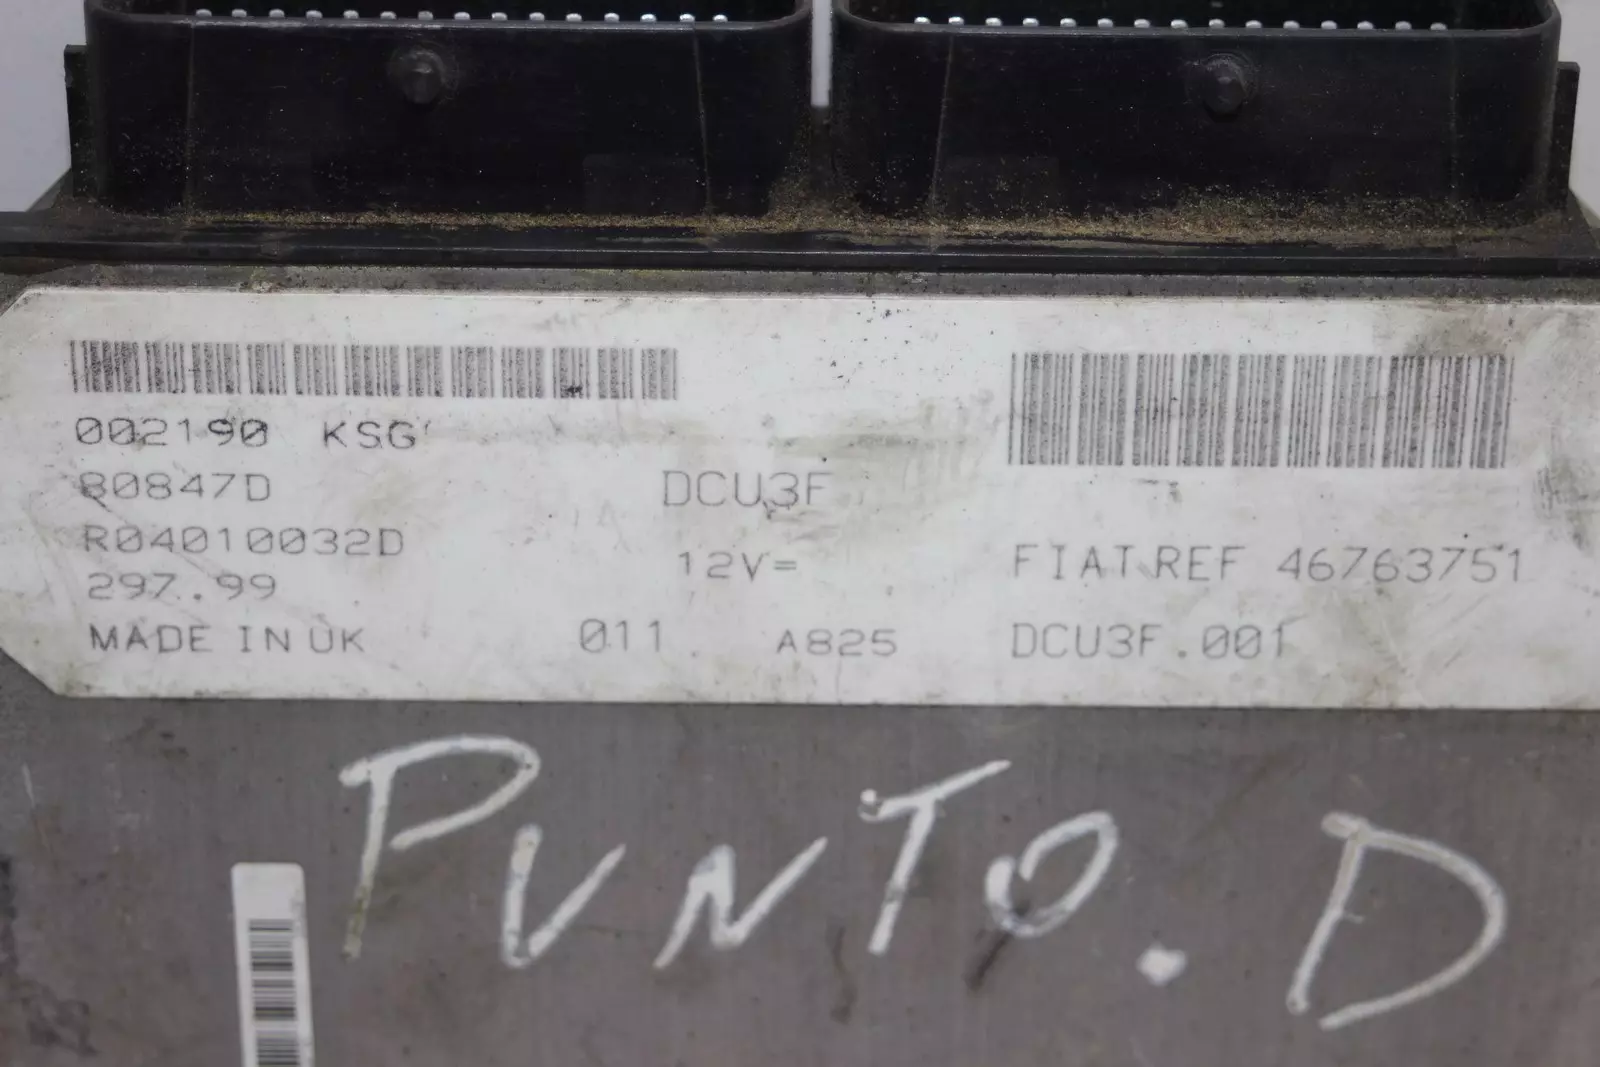 002190 KSG
80847D
DCU3F
R04010032D
12V=
FIAT REF 46763751
297.99
MADE IN UK
011
A825
DCU3F.001
PUNTO.D